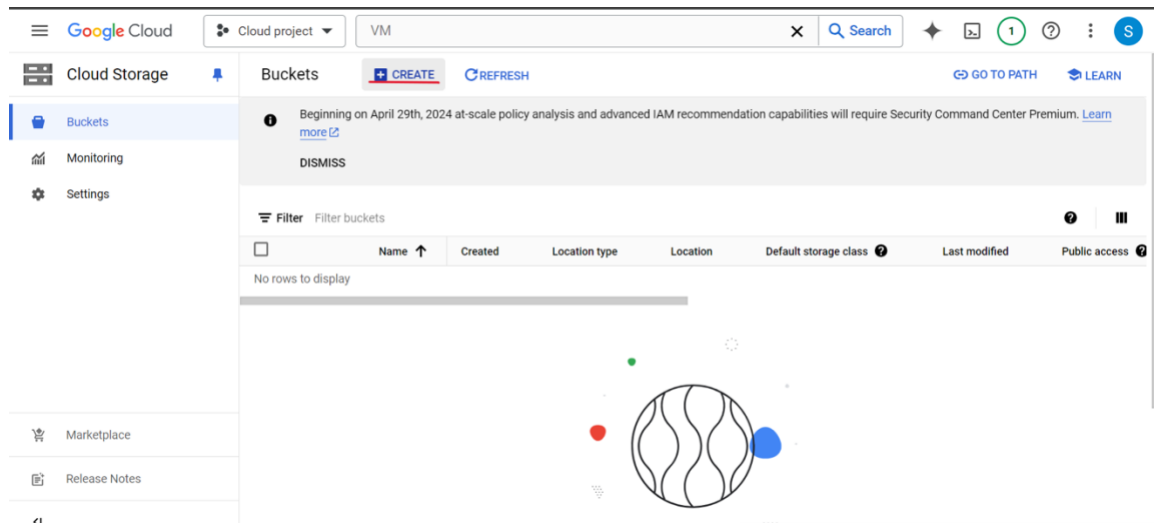 Google Cloud
Cloud project
VM
Search
1
S
Cloud Storage
Buckets
CREATE
REFRESH
GO TO PATH
LEARN
Buckets
Monitoring
Settings
Beginning on April 29th, 2024 at-scale policy analysis and advanced IAM recommendation capabilities will require Security Command Center Premium. Learn
more
DISMISS
Filter Filter buckets
Name Created Location type Location Default storage class Last modified Public access
No rows to display
Marketplace
Release Notes